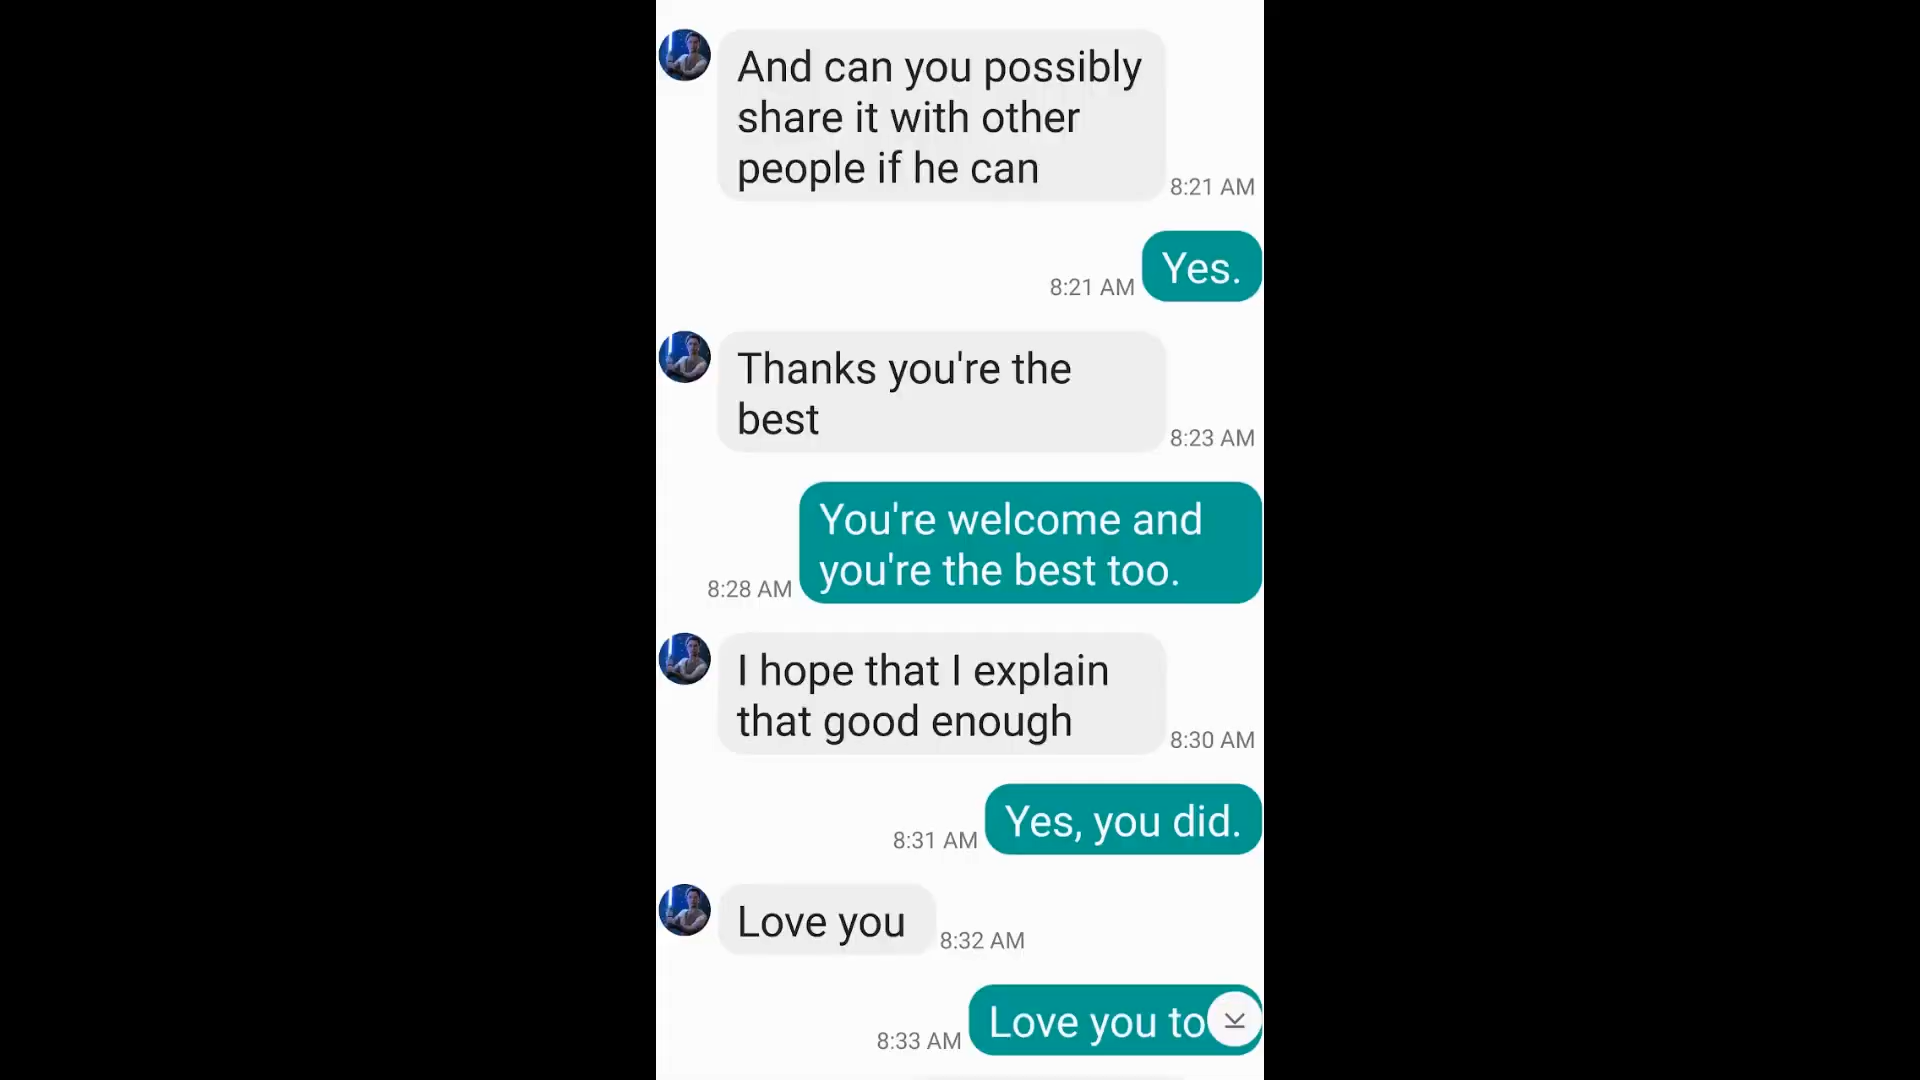 And can you possibly
share it with other
people if he can
8:21 AM
Yes.
8:21 AM
Thanks you're the
best
8:23 AM
You're welcome and
you're the best too.
8:28 AM
I hope that I explain
that good enough
8:30 AM
Yes, you did.
8:31 AM
Love you
8:32 AM
Love you to
8:33 AM